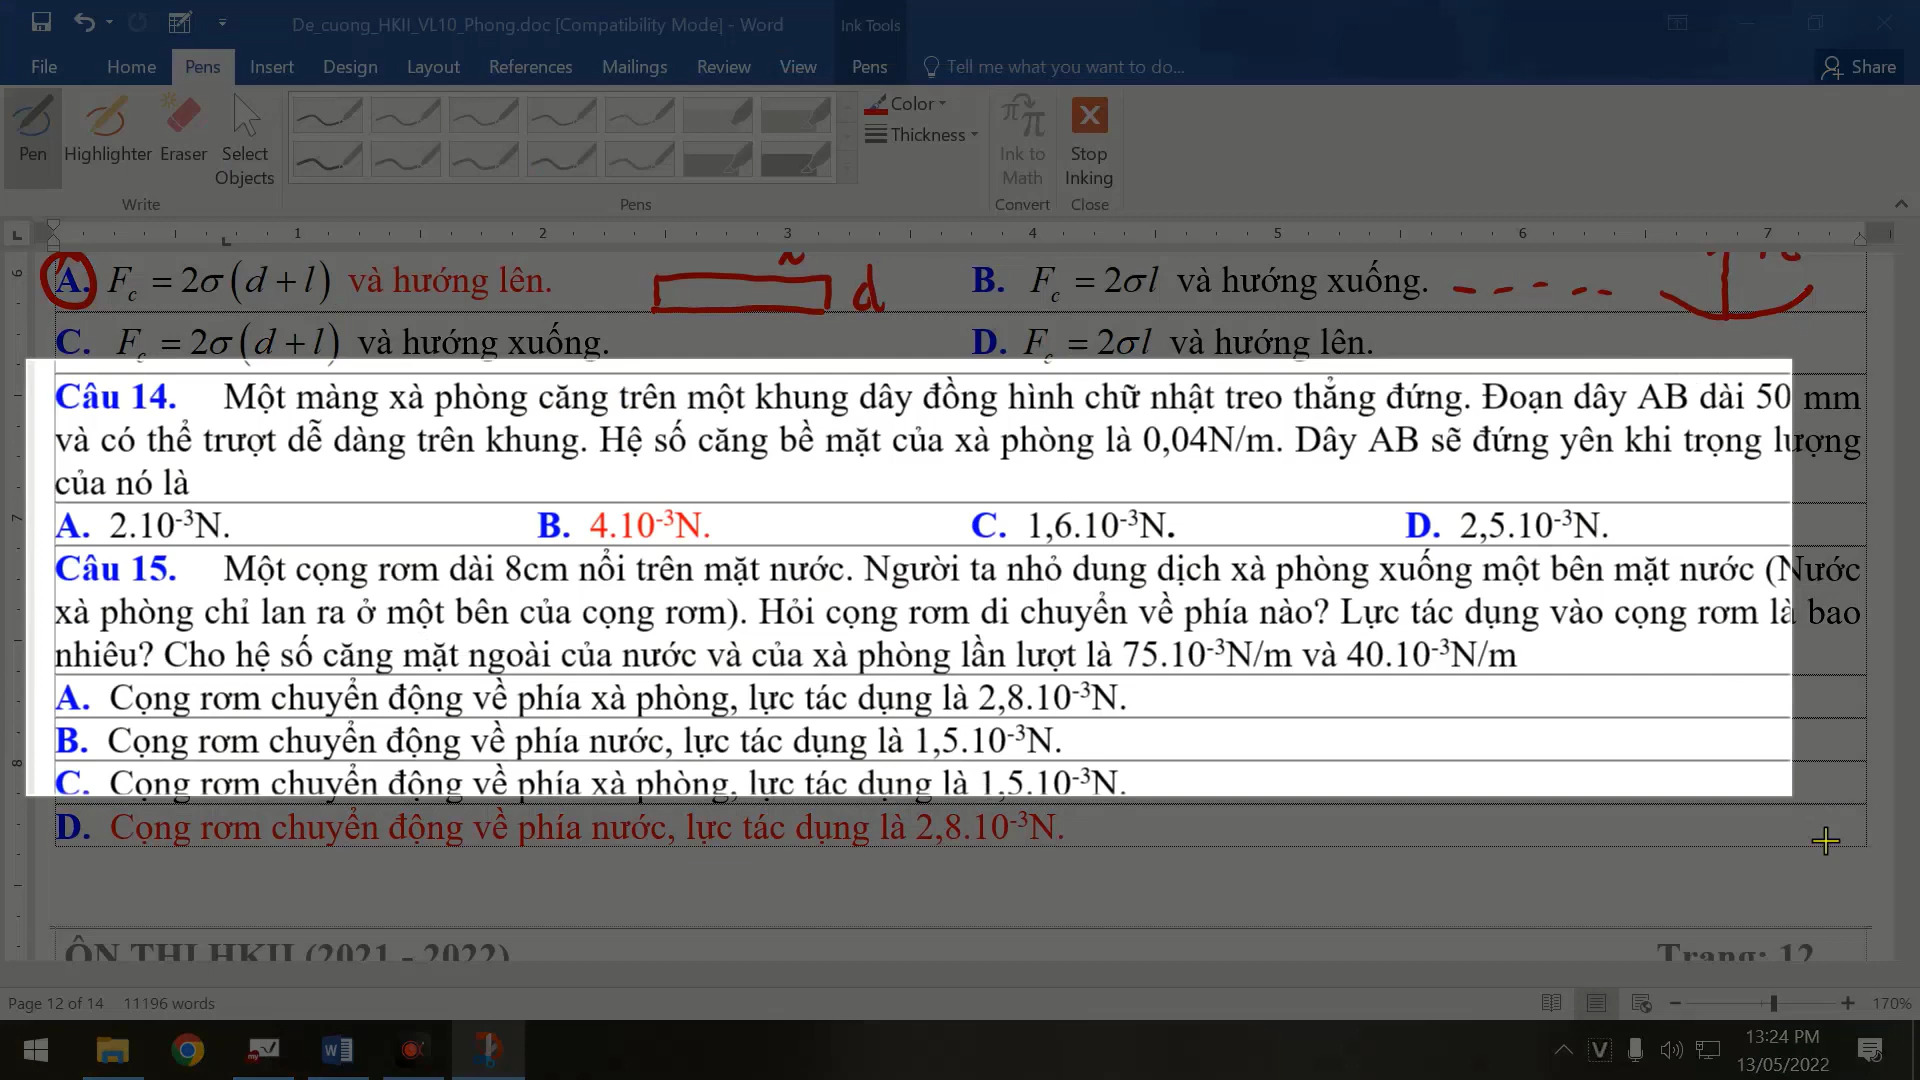 De_cuong_HKII_VL10_Phong.doc [Compatibility Mode] - Word
Ink Tools
File Home Pens Insert Design Layout References Mailings Review View Pens Tell me what you want to do... Share
Pen Highlighter Eraser Select Objects
Color
Thickness
Ink to Math
Stop Inking
Write Pens Convert Close
1 2 3 4 5 6 7
A. F_c = 2σ(d+l) và hướng lên. d B. F_c = 2σl và hướng xuống.
C. F_c = 2σ(d+l) và hướng xuống. D. F_c = 2σl và hướng lên.
Câu 14. Một màng xà phòng căng trên một khung dây đồng hình chữ nhật treo thẳng đứng. Đoạn dây AB dài 50 mm
và có thể trượt dễ dàng trên khung. Hệ số căng bề mặt của xà phòng là 0,04N/m. Dây AB sẽ đứng yên khi trọng lượng
của nó là
A. 2.10⁻³N. B. 4.10⁻³N. C. 1,6.10⁻³N. D. 2,5.10⁻³N.
Câu 15. Một cọng rơm dài 8cm nổi trên mặt nước. Người ta nhỏ dung dịch xà phòng xuống một bên mặt nước (Nước
xà phòng chỉ lan ra ở một bên của cọng rơm). Hỏi cọng rơm di chuyển về phía nào? Lực tác dụng vào cọng rơm là bao
nhiêu? Cho hệ số căng mặt ngoài của nước và của xà phòng lần lượt là 75.10⁻³N/m và 40.10⁻³N/m
A. Cọng rơm chuyển động về phía xà phòng, lực tác dụng là 2,8.10⁻³N.
B. Cọng rơm chuyển động về phía nước, lực tác dụng là 1,5.10⁻³N.
C. Cọng rơm chuyển động về phía xà phòng, lực tác dụng là 1,5.10⁻³N.
D. Cọng rơm chuyển động về phía nước, lực tác dụng là 2,8.10⁻³N.
ÔN THI HKII (2021 - 2022) Trang: 12
6
7
8
Page 12 of 14 11196 words 170%
13:24 PM
13/05/2022